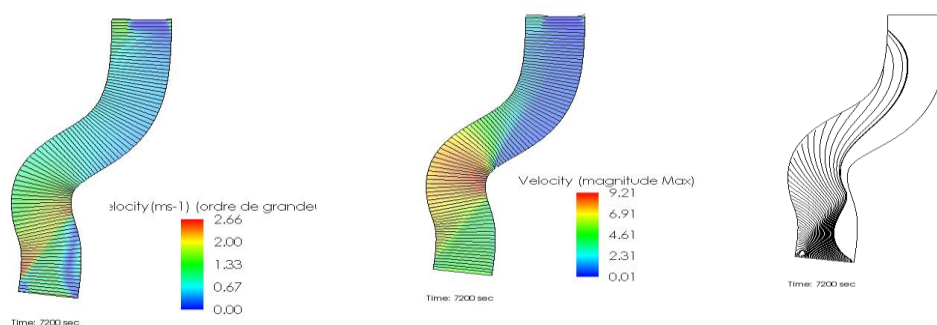 elocity (ms-1) (ordre de grandeu
2.66
2.00
1.33
0.67
0.00
Time: 7200 sec
Velocity (magnitude Max)
9.21
6.91
4.61
2.31
0.01
Time: 7200 sec
Time: 7200 sec